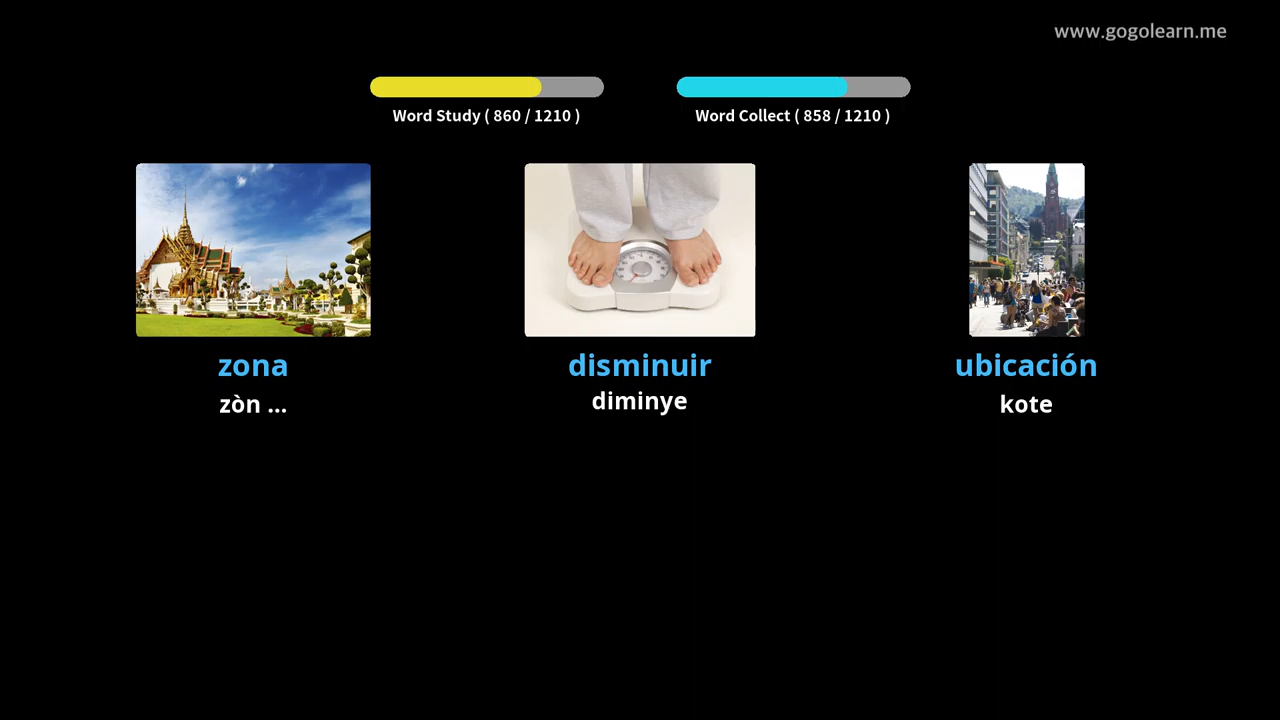 www.gogolearn.me
Word Study ( 860 / 1210 )
Word Collect ( 858 / 1210 )
zona
zòn ...
disminuir
diminye
ubicación
kote